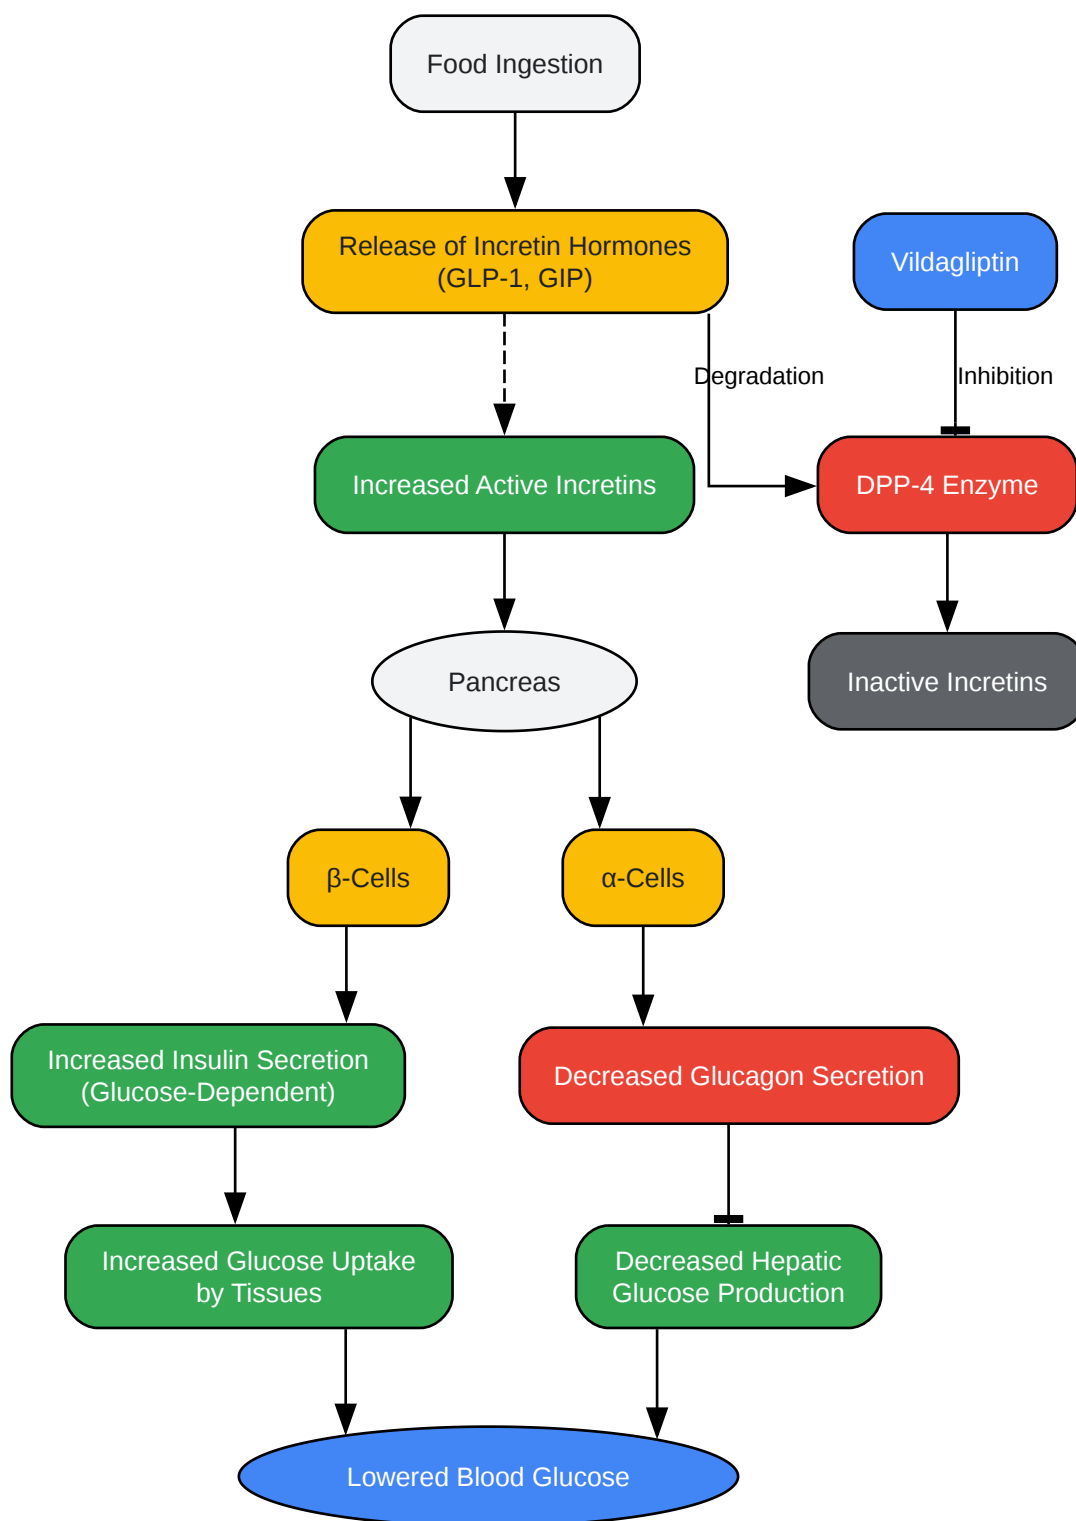 Food Ingestion
Release of Incretin Hormones
(GLP-1, GIP)
Vildagliptin
Degradation
Inhibition
Increased Active Incretins
DPP-4 Enzyme
Pancreas
Inactive Incretins
β-Cells
α-Cells
Increased Insulin Secretion
(Glucose-Dependent)
Decreased Glucagon Secretion
Increased Glucose Uptake
by Tissues
Decreased Hepatic
Glucose Production
Lowered Blood Glucose